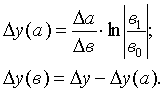 Δy(a) = Δa/Δв · ln|в₁/в₀|;
Δy(в) = Δy − Δy(a).